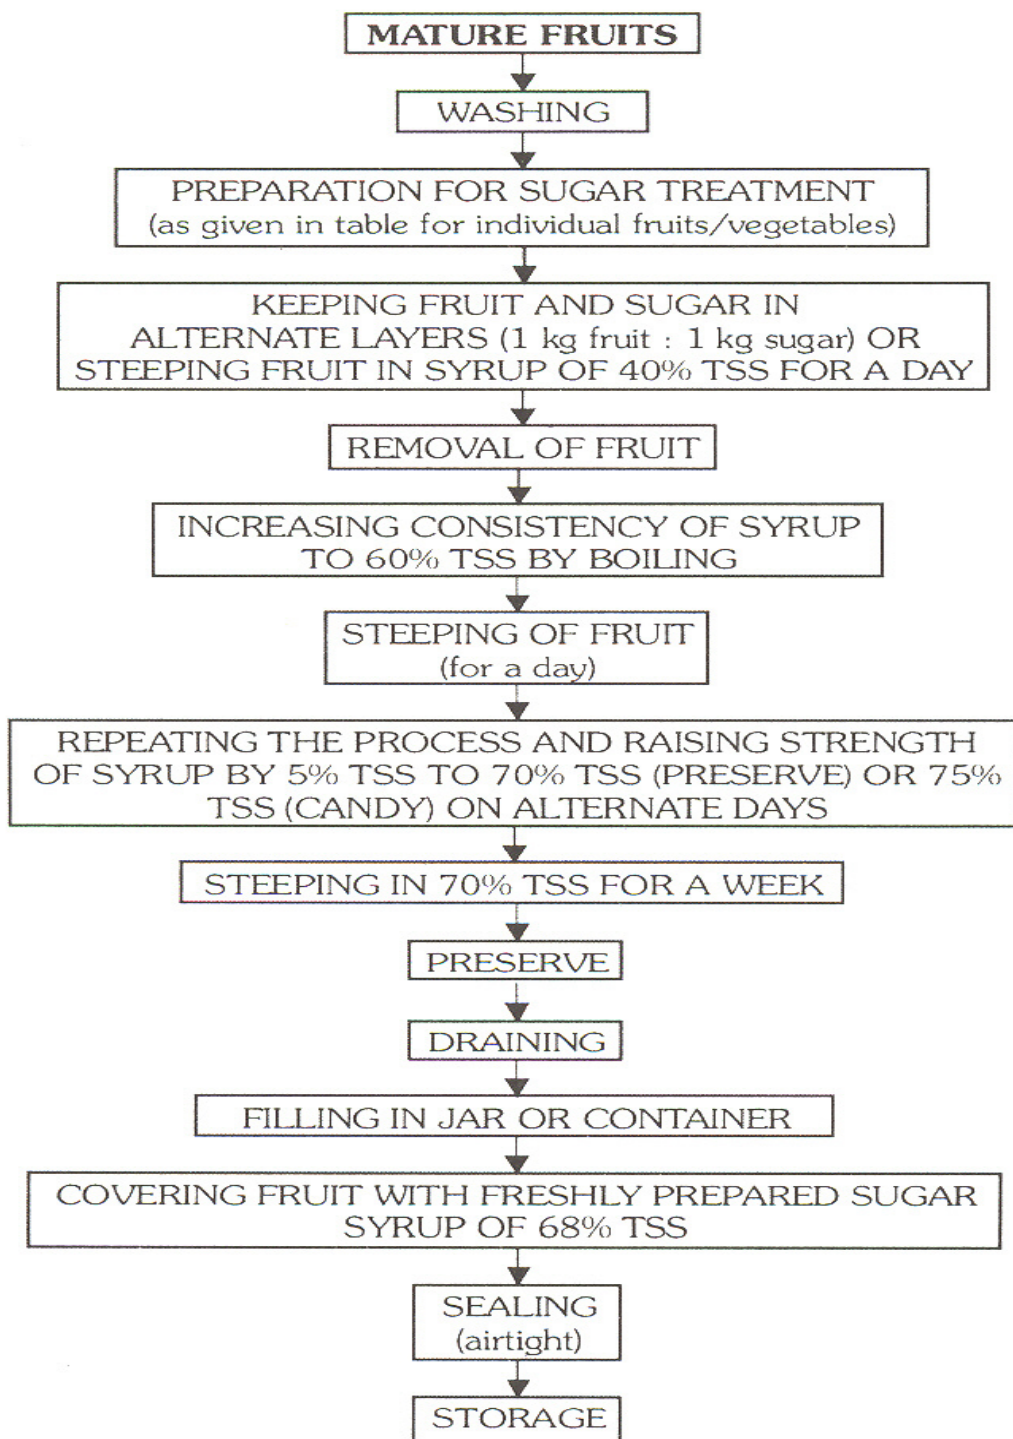 MATURE FRUITS
WASHING
PREPARATION FOR SUGAR TREATMENT
(as given in table for individual fruits/vegetables)
KEEPING FRUIT AND SUGAR IN
ALTERNATE LAYERS (1 kg fruit : 1 kg sugar) OR
STEEPING FRUIT IN SYRUP OF 40% TSS FOR A DAY
REMOVAL OF FRUIT
INCREASING CONSISTENCY OF SYRUP
TO 60% TSS BY BOILING
STEEPING OF FRUIT
(for a day)
REPEATING THE PROCESS AND RAISING STRENGTH
OF SYRUP BY 5% TSS TO 70% TSS (PRESERVE) OR 75%
TSS (CANDY) ON ALTERNATE DAYS
STEEPING IN 70% TSS FOR A WEEK
PRESERVE
DRAINING
FILLING IN JAR OR CONTAINER
COVERING FRUIT WITH FRESHLY PREPARED SUGAR
SYRUP OF 68% TSS
SEALING
(airtight)
STORAGE